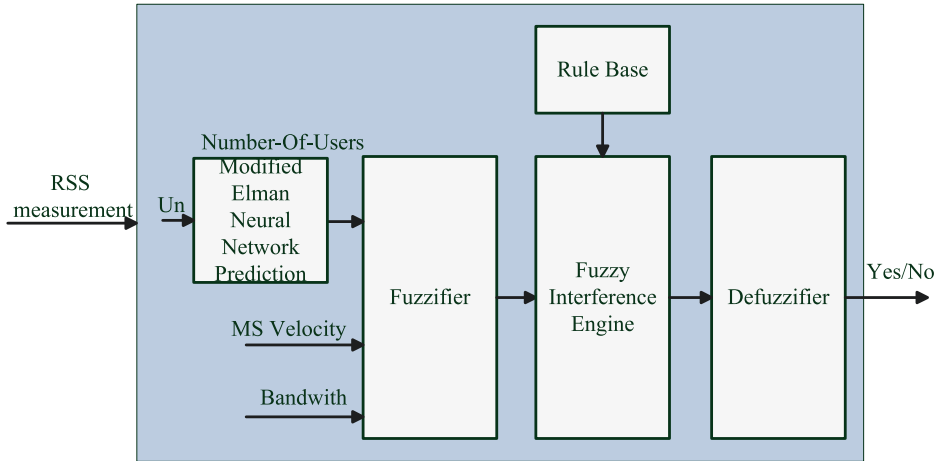 Rule Base
Number-Of-Users
Modified
Elman
Neural
Network
Prediction
RSS
measurement
Un
MS Velocity
Bandwith
Fuzzifier
Fuzzy
Interference
Engine
Defuzzifier
Yes/No